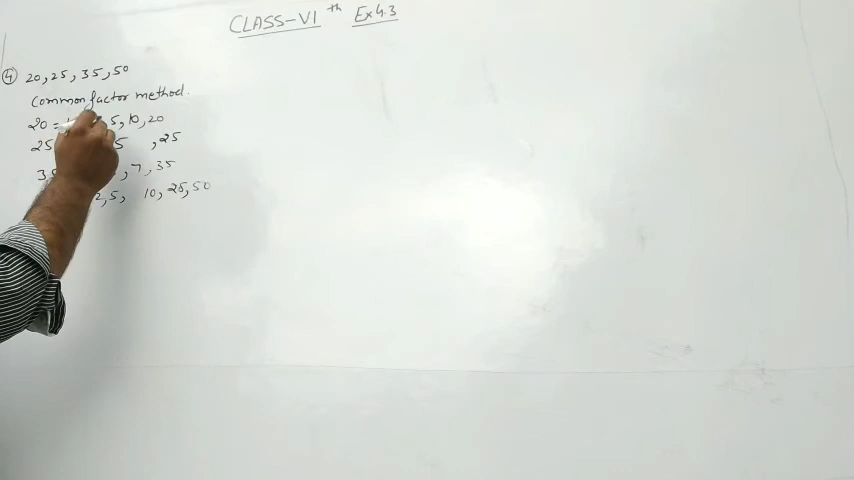 CLASS-VI th Ex 4.3
④ 20, 25, 35, 50
Common factor method.
20 = 5, 10, 20
25 5 , 25
35 , 7, 35
2, 5, 10, 25, 50